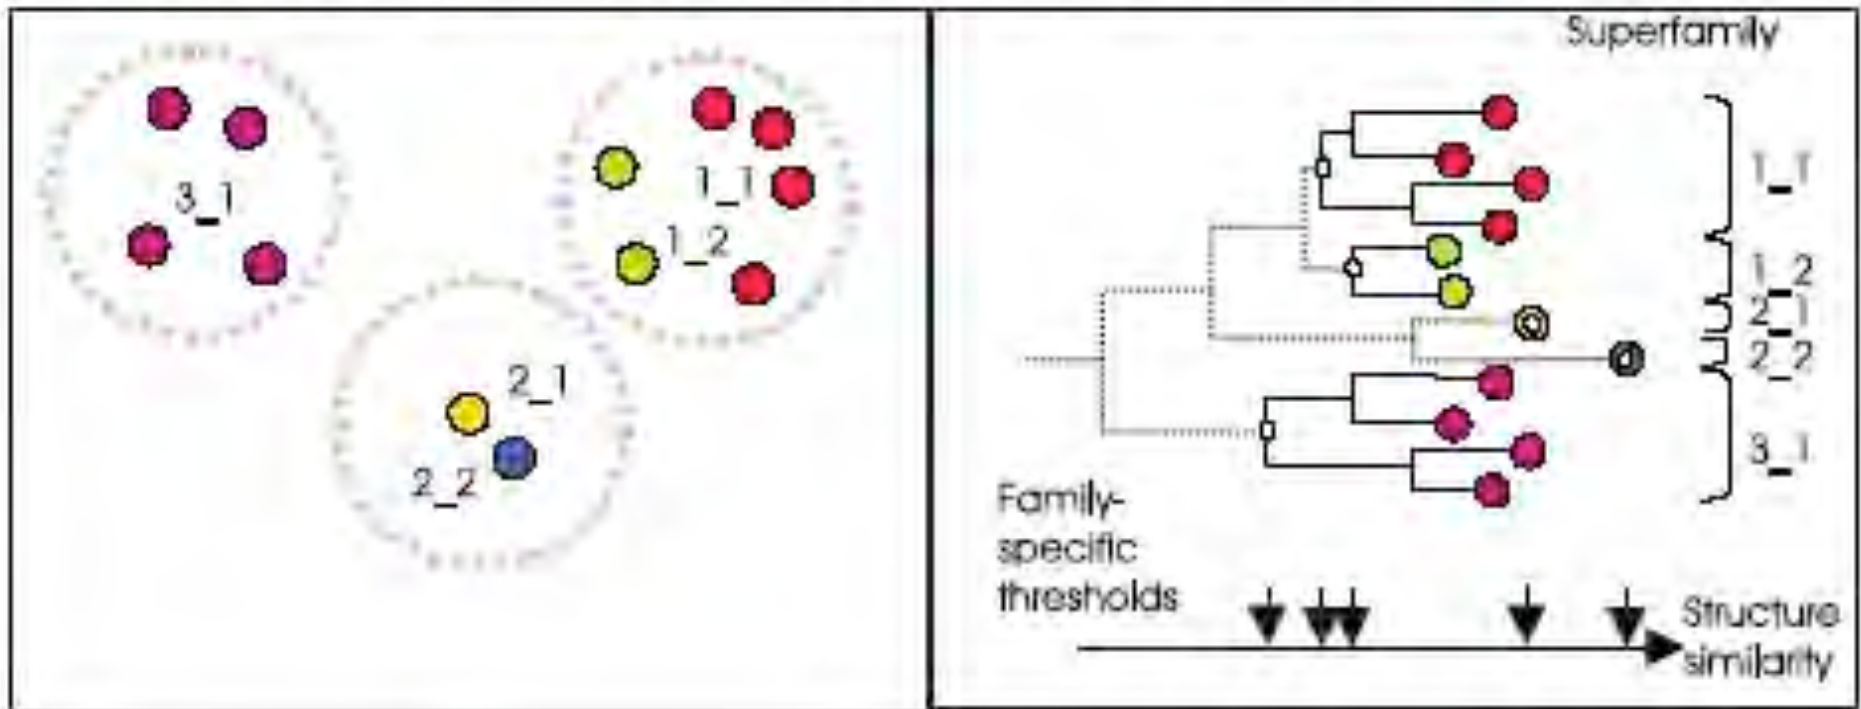 3_1
1_1
1_2
2_1
2_2
Superfamily
1_1
1_2
2_1
2_2
3_1
Family-
specific
thresholds
Structure
similarity